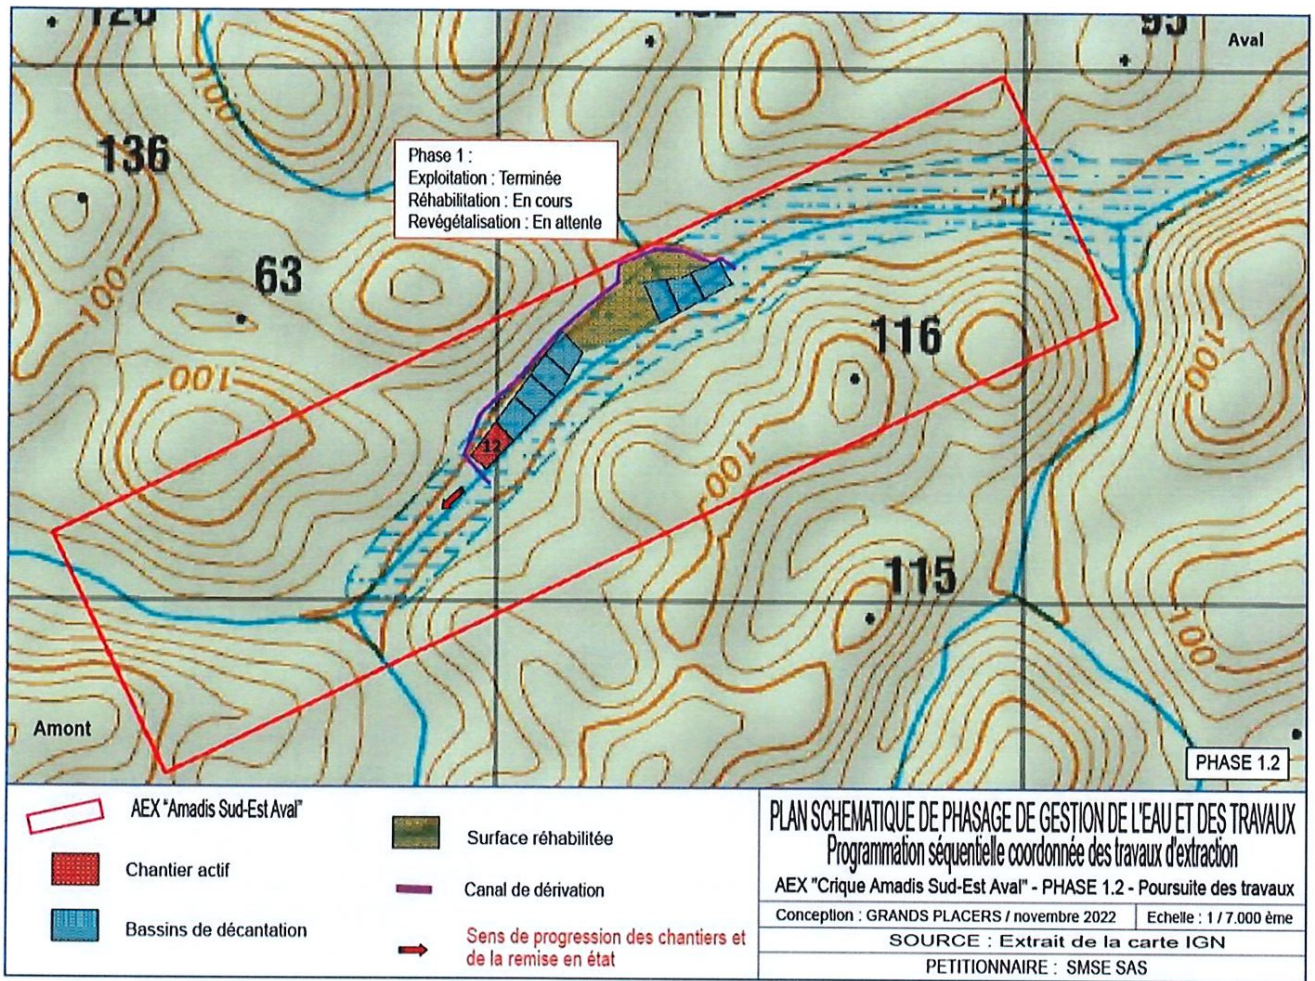 Aval
95
136
100
Phase 1 :
Exploitation : Terminée
Réhabilitation : En cours
Revégétalisation : En attente
50
63
100
100
116
100
12
100
115
100
Amont
PHASE 1.2
AEX "Amadis Sud-Est Aval"
Chantier actif
Bassins de décantation
Surface réhabilitée
Canal de dérivation
Sens de progression des chantiers et
de la remise en état
PLAN SCHEMATIQUE DE PHASAGE DE GESTION DE L'EAU ET DES TRAVAUX
Programmation séquentielle coordonnée des travaux d'extraction
AEX "Crique Amadis Sud-Est Aval" - PHASE 1.2 - Poursuite des travaux
Conception : GRANDS PLACERS / novembre 2022
Echelle : 1 / 7.000 ème
SOURCE : Extrait de la carte IGN
PETITIONNAIRE : SMSE SAS